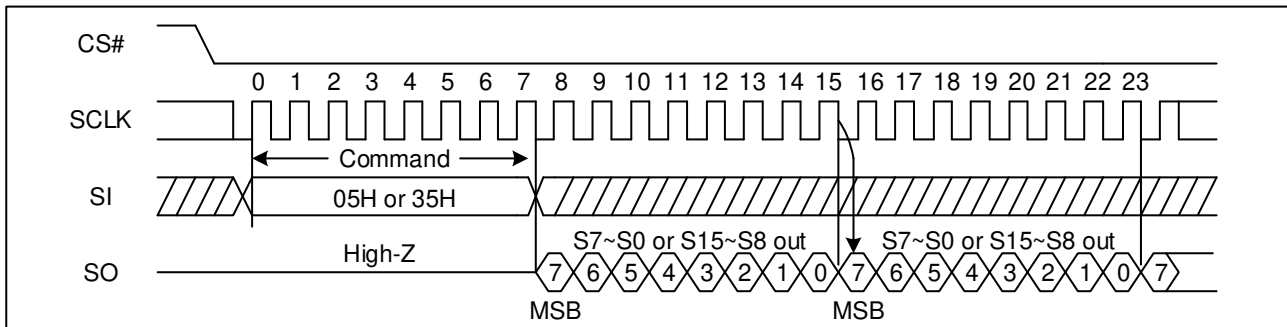 CS#
0 1 2 3 4 5 6 7 8 9 10 11 12 13 14 15 16 17 18 19 20 21 22 23
SCLK
Command
SI
05H or 35H
S7~S0 or S15~S8 out S7~S0 or S15~S8 out
High-Z
SO
7 6 5 4 3 2 1 0 7 6 5 4 3 2 1 0 7
MSB MSB